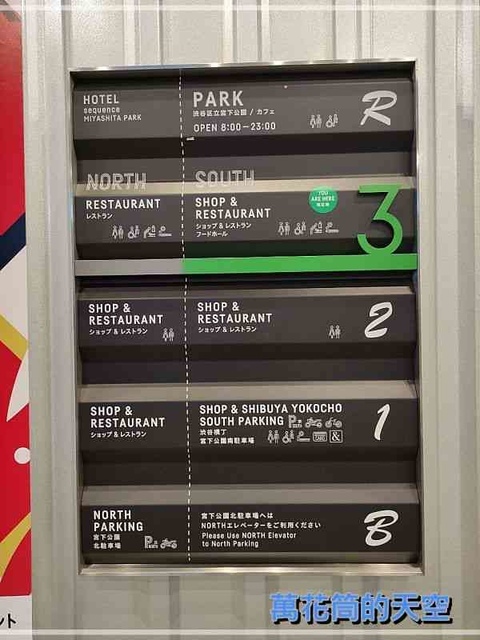 HOTEL
sequence
MIYASHITA PARK
PARK
渋谷区立宮下公園 / カフェ
OPEN 8:00–23:00
R
NORTH
SOUTH
RESTAURANT
レストラン
SHOP &
RESTAURANT
ショップ & レストラン
フードホール
YOU
ARE HERE
現在地
3
SHOP &
RESTAURANT
ショップ & レストラン
SHOP &
RESTAURANT
ショップ & レストラン
2
SHOP &
RESTAURANT
ショップ & レストラン
SHOP & SHIBUYA YOKOCHO
SOUTH PARKING
渋谷横丁
宮下公園南駐車場
1
NORTH
PARKING
宮下公園
北駐車場
宮下公園北駐車場へは
NORTHエレベーターをご利用ください
Please Use NORTH Elevator
to North Parking
B
ント
萬花筒的天空